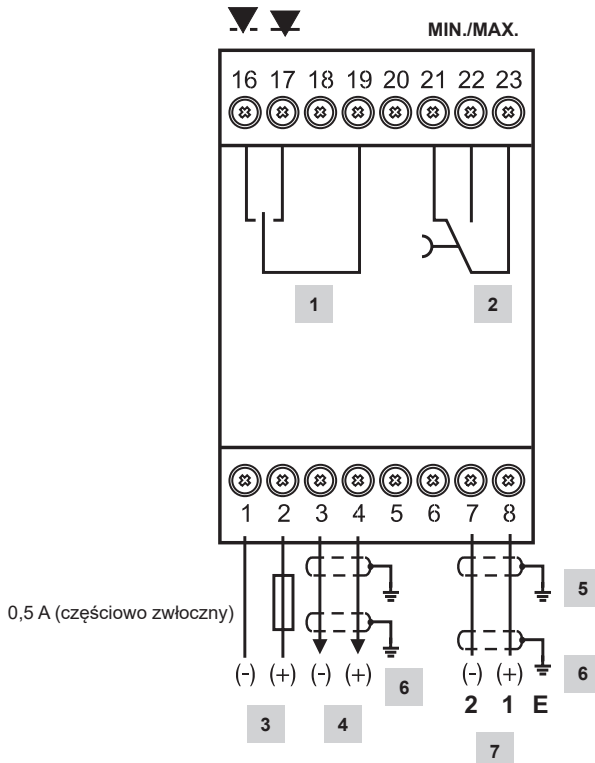 MIN./MAX.
16 17 18 19 20 21 22 23
1
2
1 2 3 4 5 6 7 8
0,5 A (częściowo zwłoczny)
5
(-) (+) (-) (+)
6
(-) (+)
6
2 1 E
3
4
7